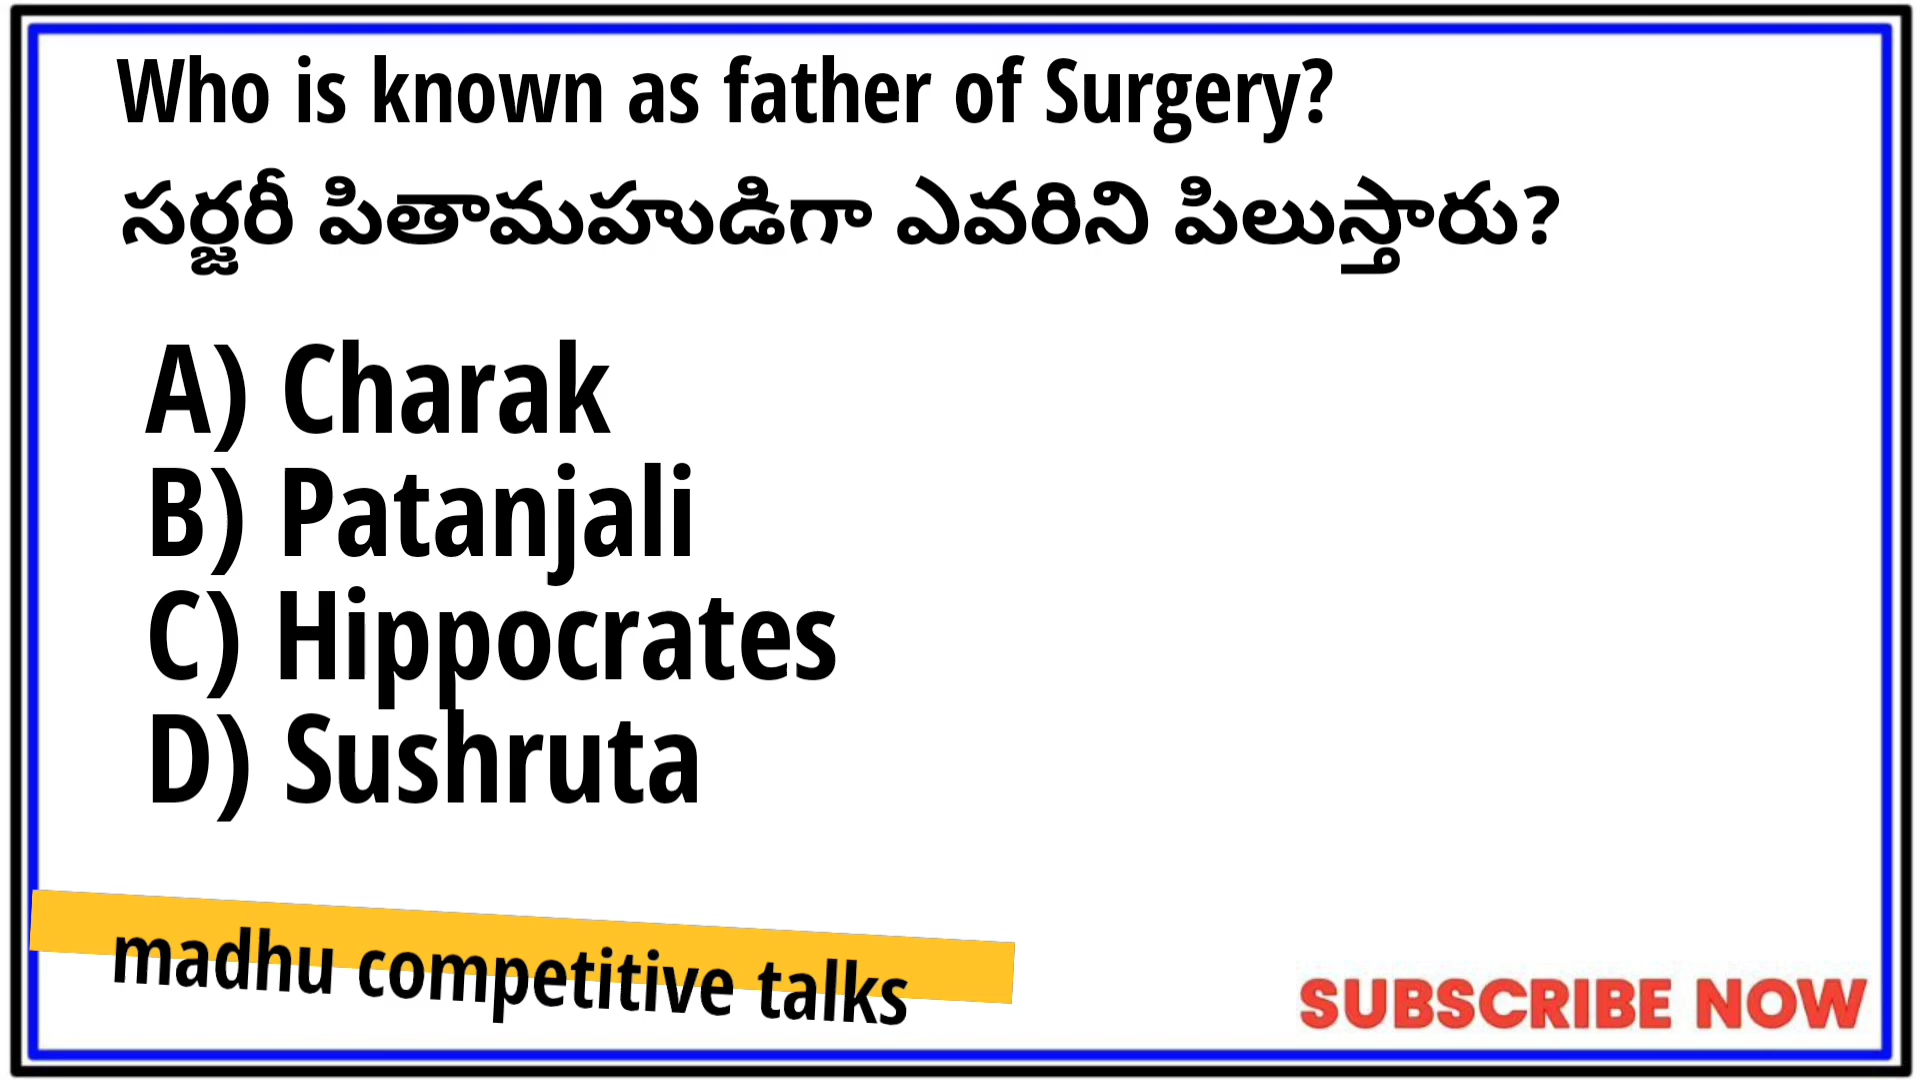 Who is known as father of Surgery?
సర్జరీ పితామహుడిగా ఎవరిని పిలుస్తారు?
A) Charak
B) Patanjali
C) Hippocrates
D) Sushruta
madhu competitive talks
SUBSCRIBE NOW